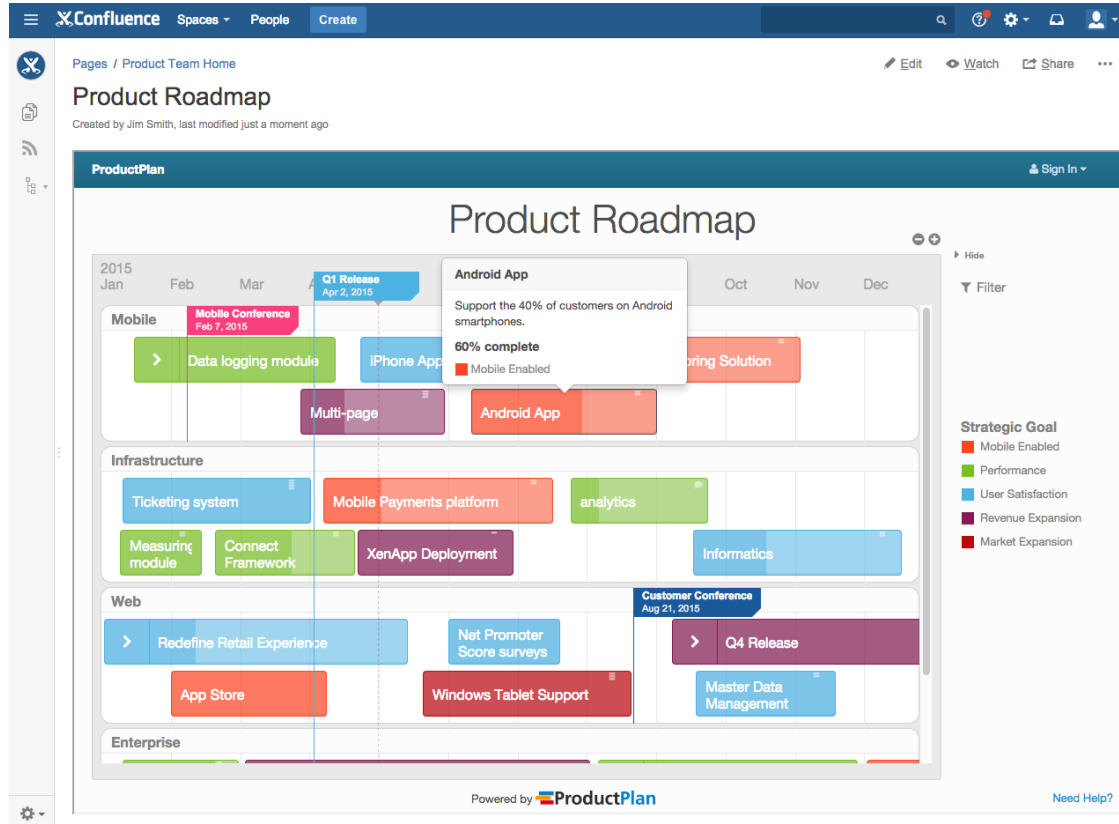 Confluence Spaces People Create
Pages / Product Team Home
Edit Watch Share
Product Roadmap
Created by Jim Smith, last modified just a moment ago
ProductPlan
Sign In
Product Roadmap
Hide
Filter
2015
Jan Feb Mar Oct Nov Dec
Q1 Release
Apr 2, 2015
Android App
Support the 40% of customers on Android
smartphones.
60% complete
Mobile Enabled
Mobile
Mobile Conference
Feb 7, 2015
Data logging module
iPhone App
Solution
Multi-page
Android App
Infrastructure
Ticketing system
Mobile Payments platform
analytics
Measuring
module
Connect
Framework
XenApp Deployment
Informatics
Web
Customer Conference
Aug 21, 2015
Redefine Retail Experience
Net Promoter
Score surveys
Q4 Release
App Store
Windows Tablet Support
Master Data
Management
Enterprise
Strategic Goal
Mobile Enabled
Performance
User Satisfaction
Revenue Expansion
Market Expansion
Powered by ProductPlan
Need Help?